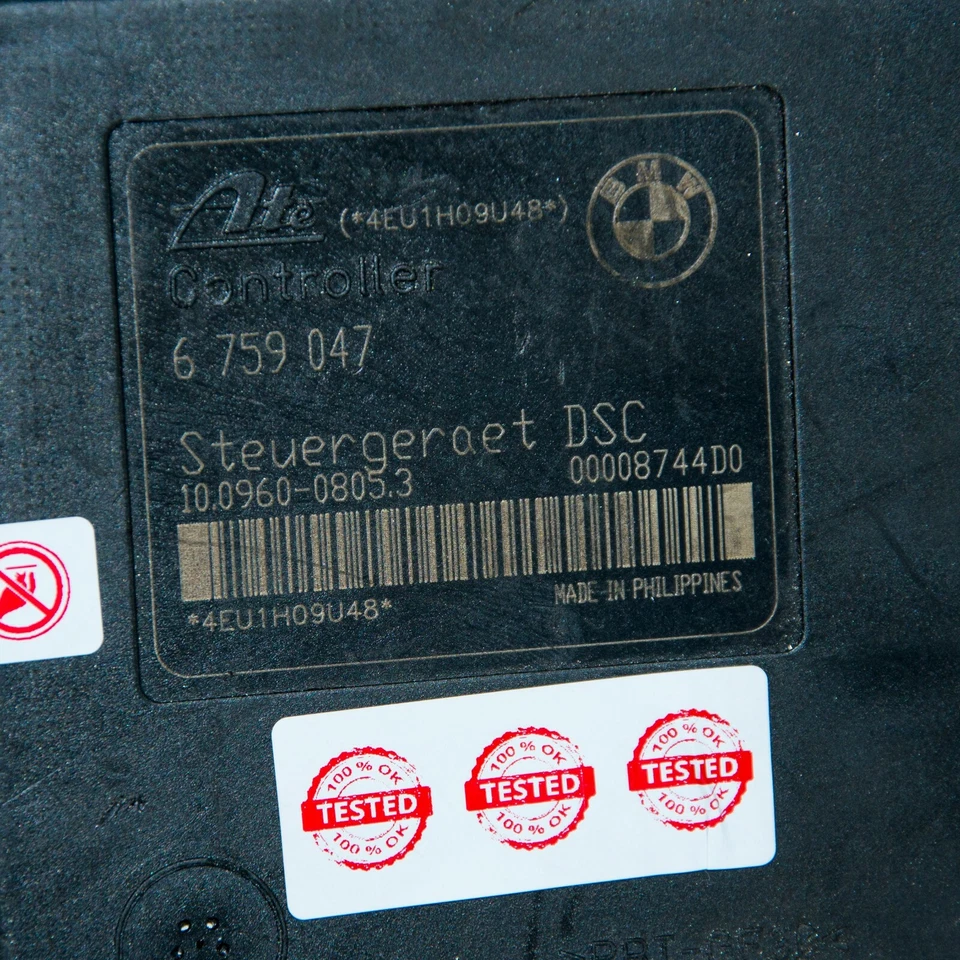 Ate (*4EU1H09U48*)
BMW
Controller
6 759 047
Steuergeraet DSC
10.0960-0805.3 00008744D0
*4EU1H09U48*
MADE IN PHILIPPINES
100 % OK
TESTED
100 % OK
100 % OK
TESTED
100 % OK
100 % OK
TESTED
100 % OK